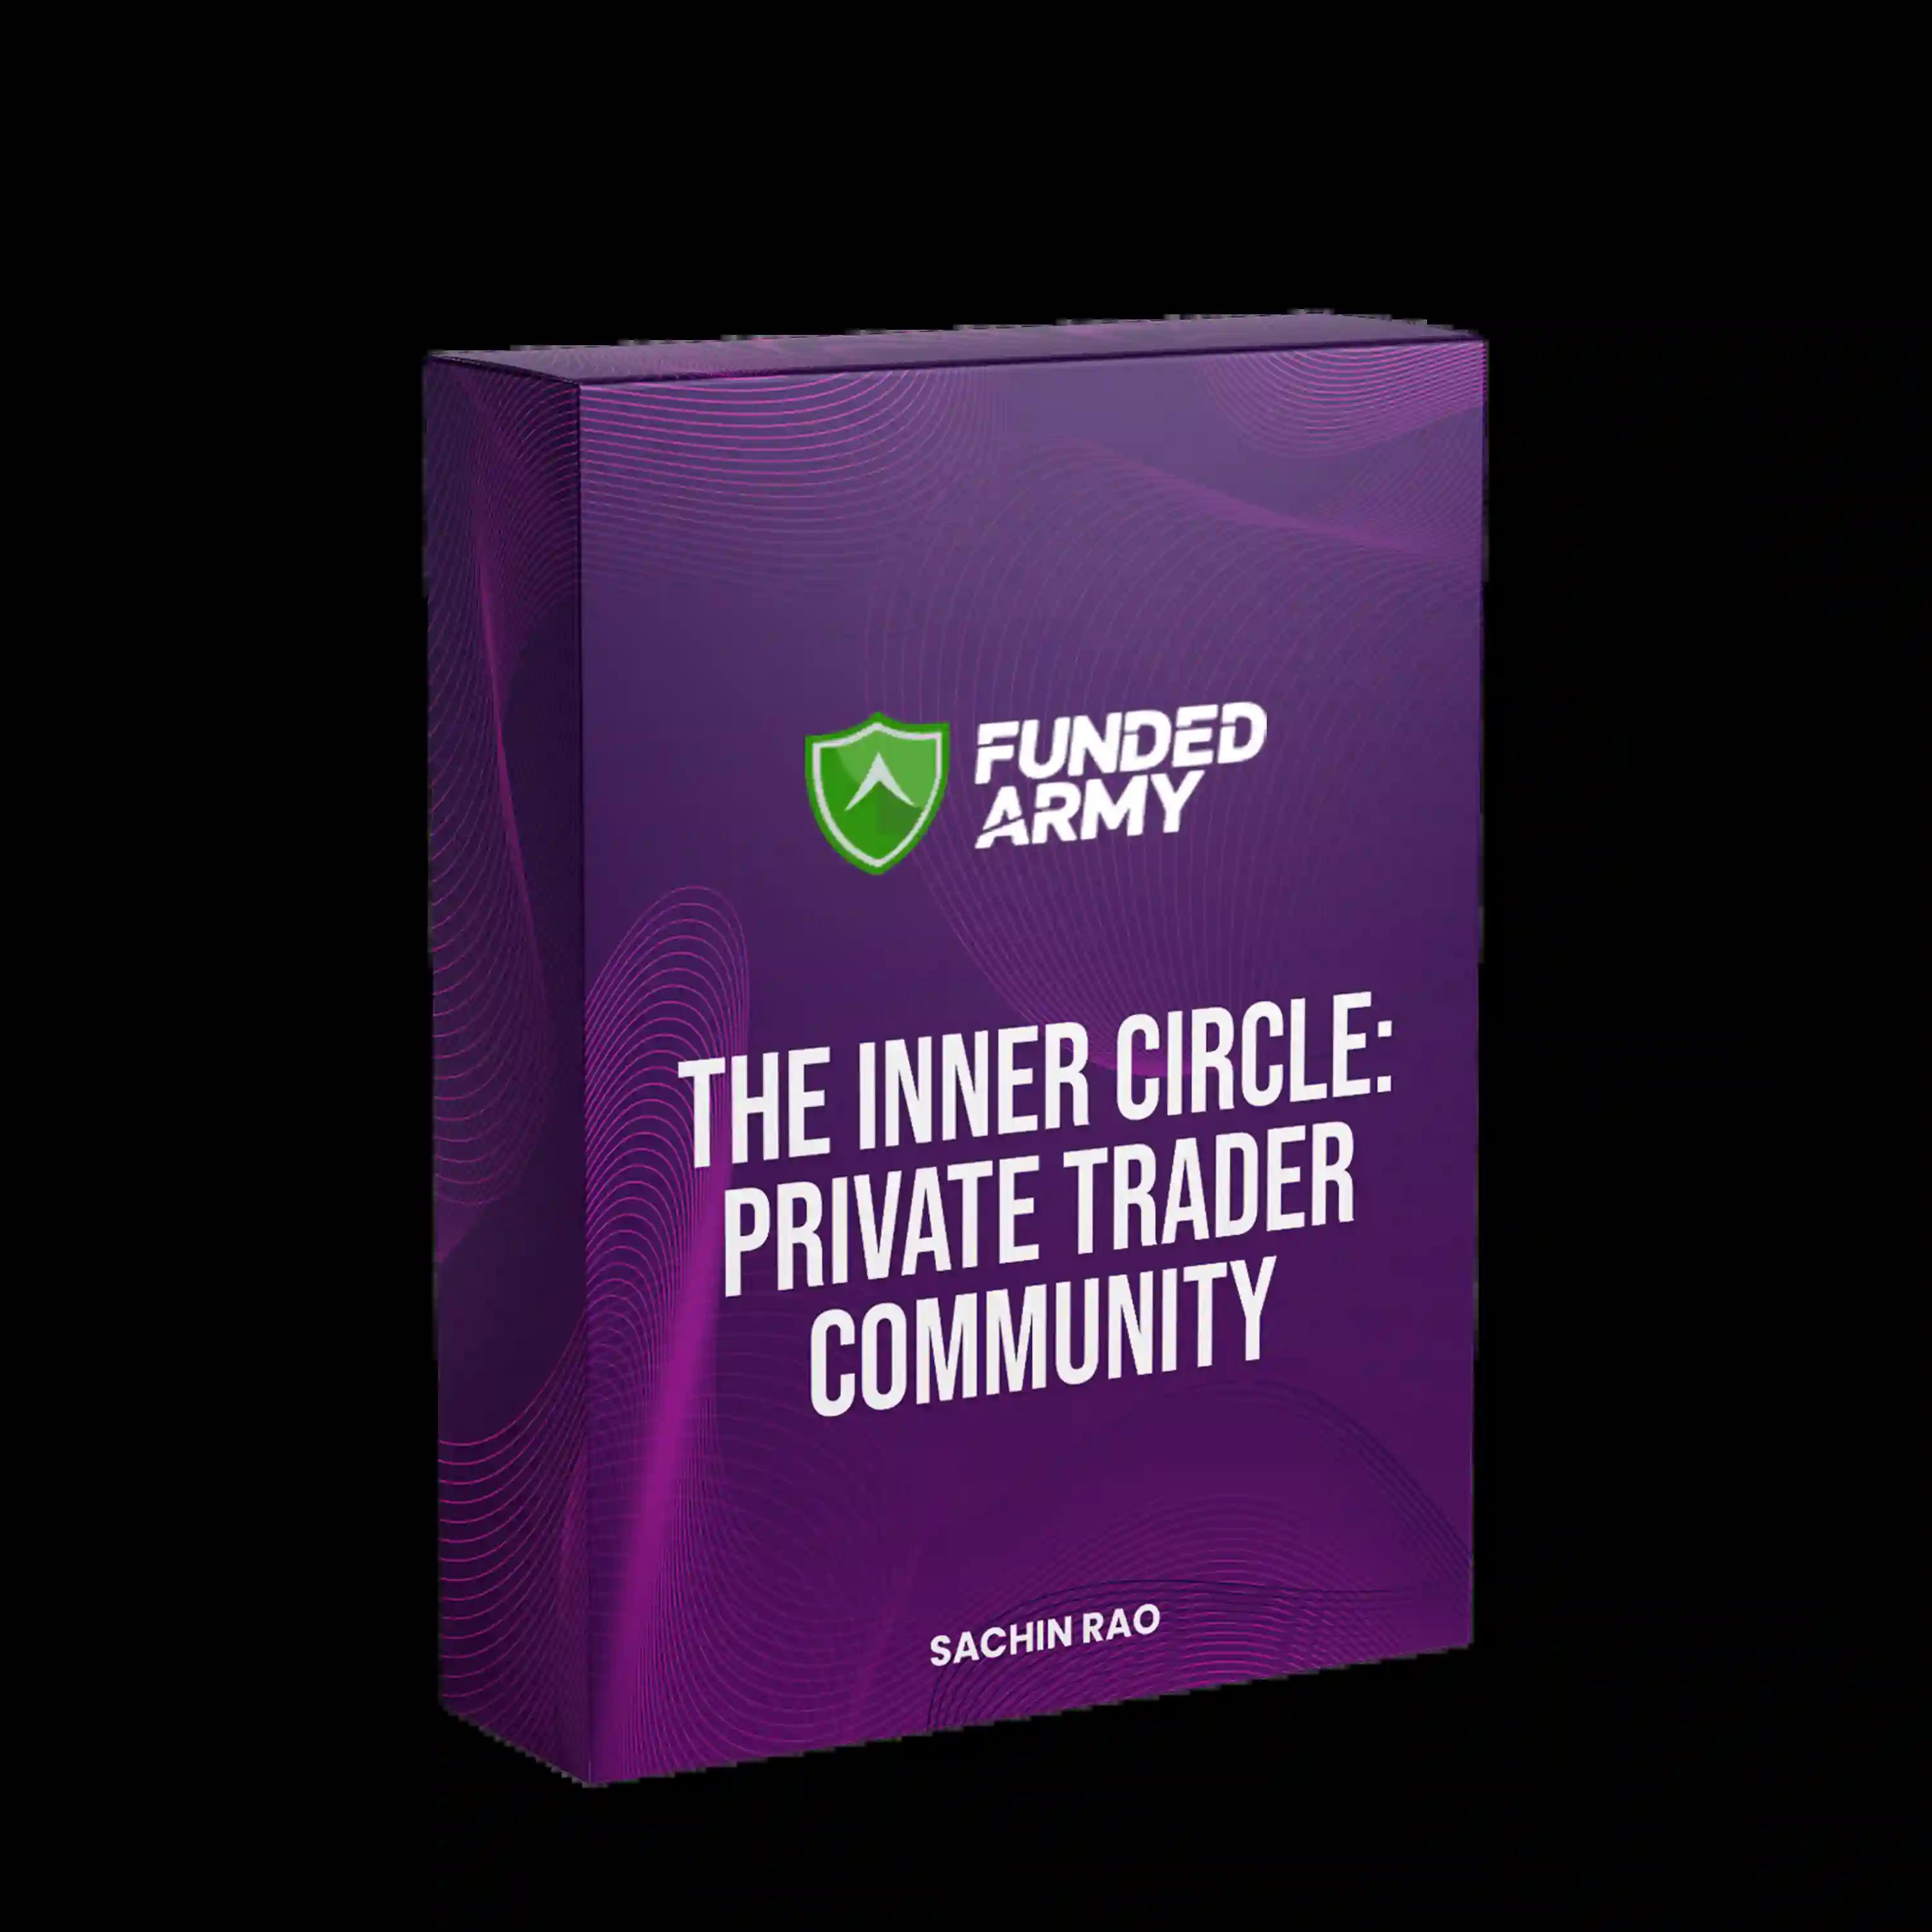 FUNDED
ARMY
THE INNER CIRCLE:
PRIVATE TRADER
COMMUNITY
SACHIN RAO